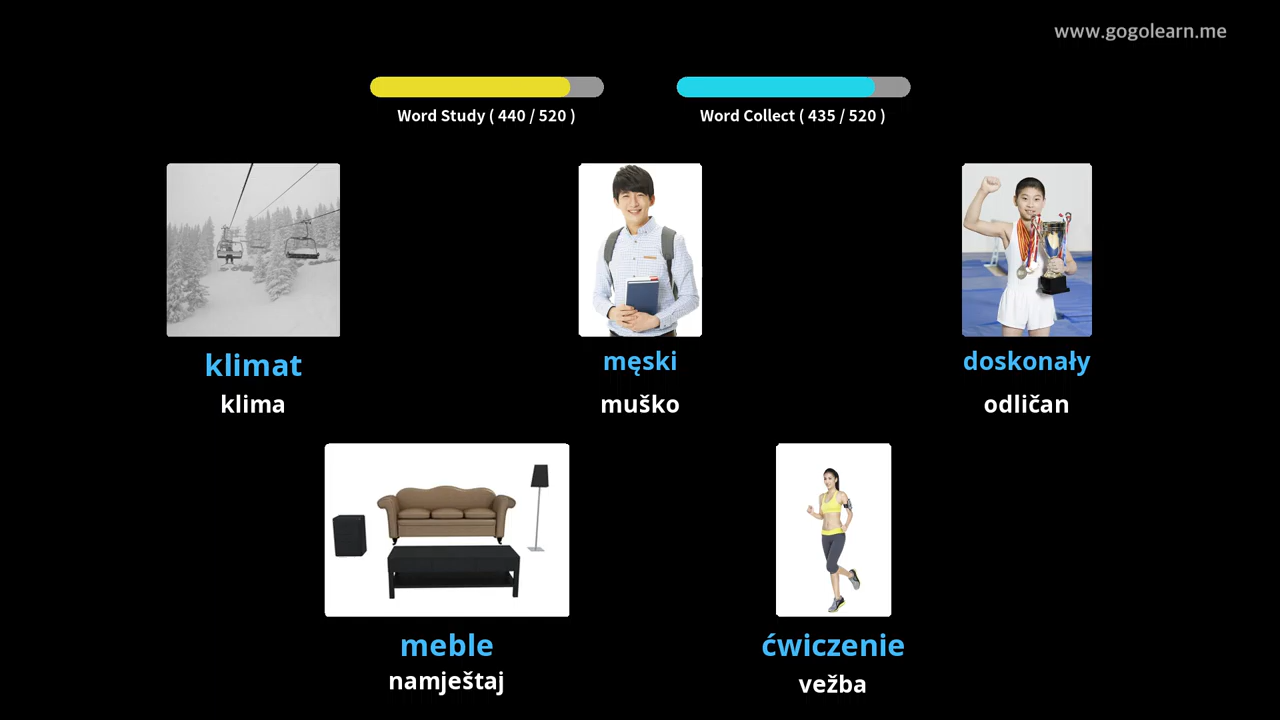 www.gogolearn.me
Word Study ( 440 / 520 )
Word Collect ( 435 / 520 )
klimat
klima
męski
muško
doskonały
odličan
meble
namještaj
ćwiczenie
vežba